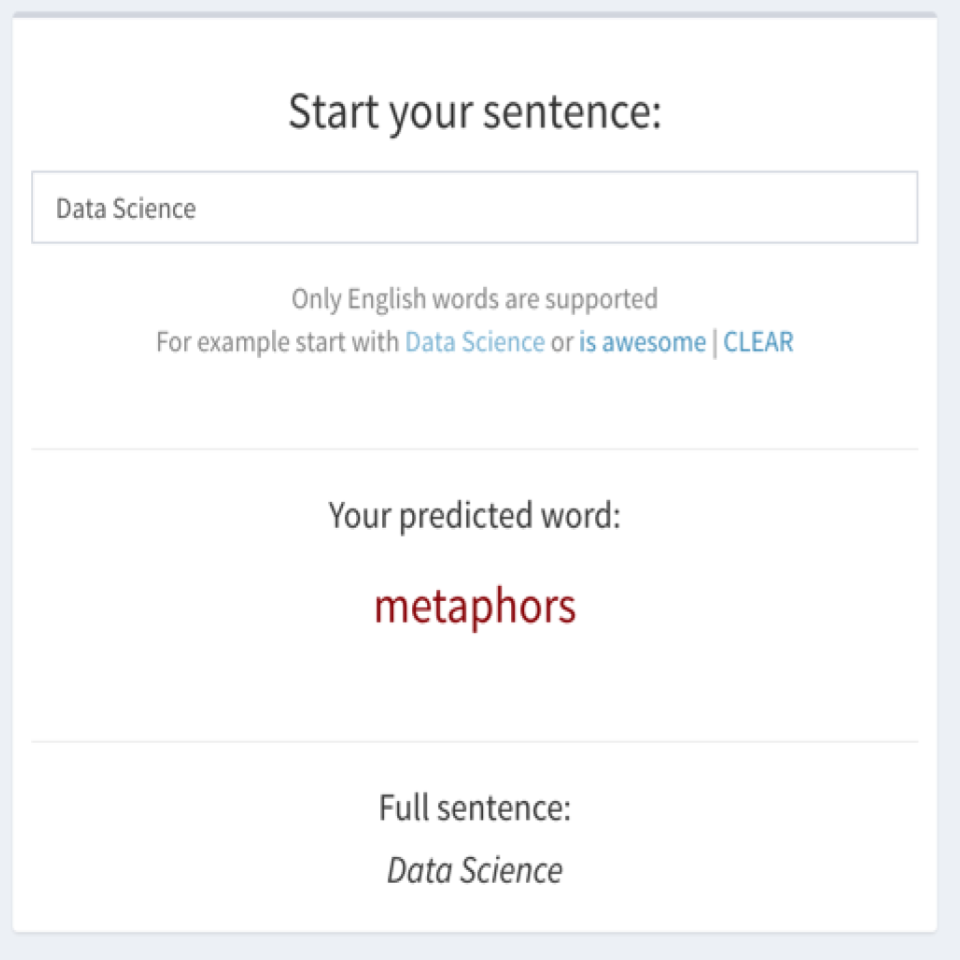 Start your sentence:
Data Science
Only English words are supported
For example start with Data Science or is awesome | CLEAR
Your predicted word:
metaphors
Full sentence:
Data Science